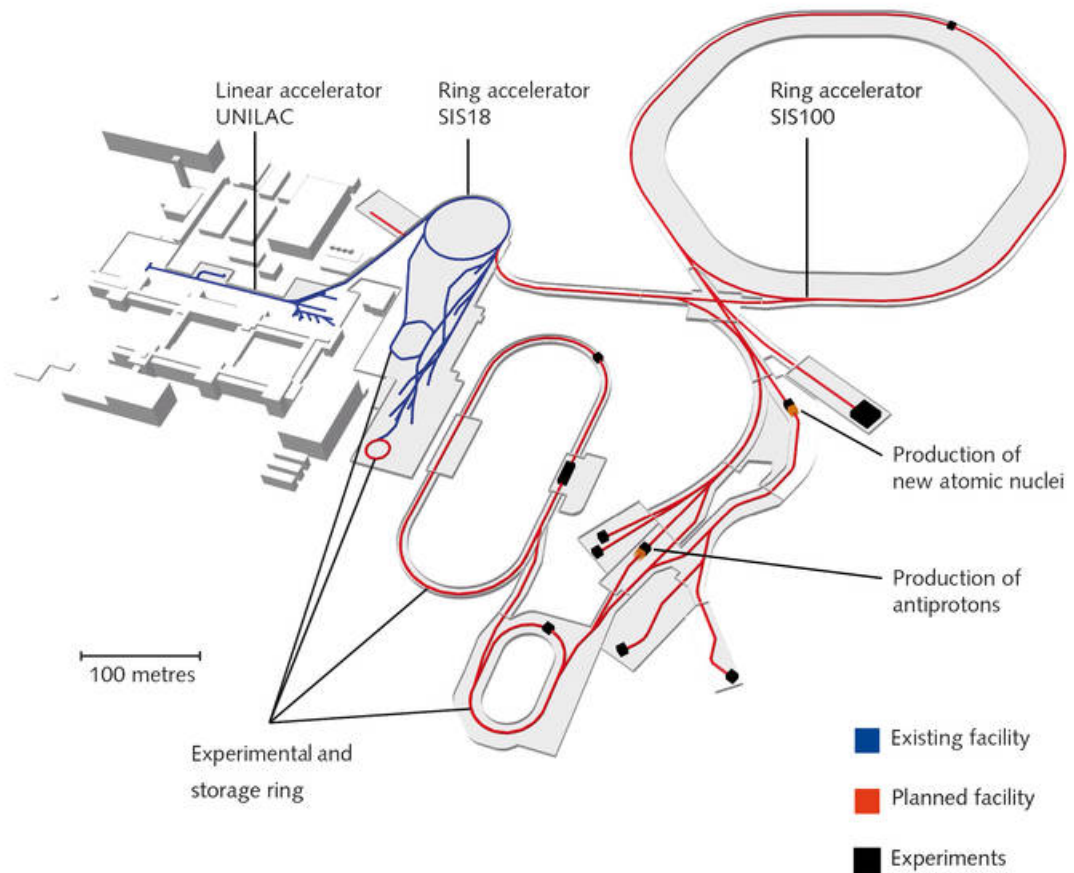 Linear accelerator
UNILAC
Ring accelerator
SIS18
Ring accelerator
SIS100
Production of
new atomic nuclei
Production of
antiprotons
100 metres
Experimental and
storage ring
Existing facility
Planned facility
Experiments